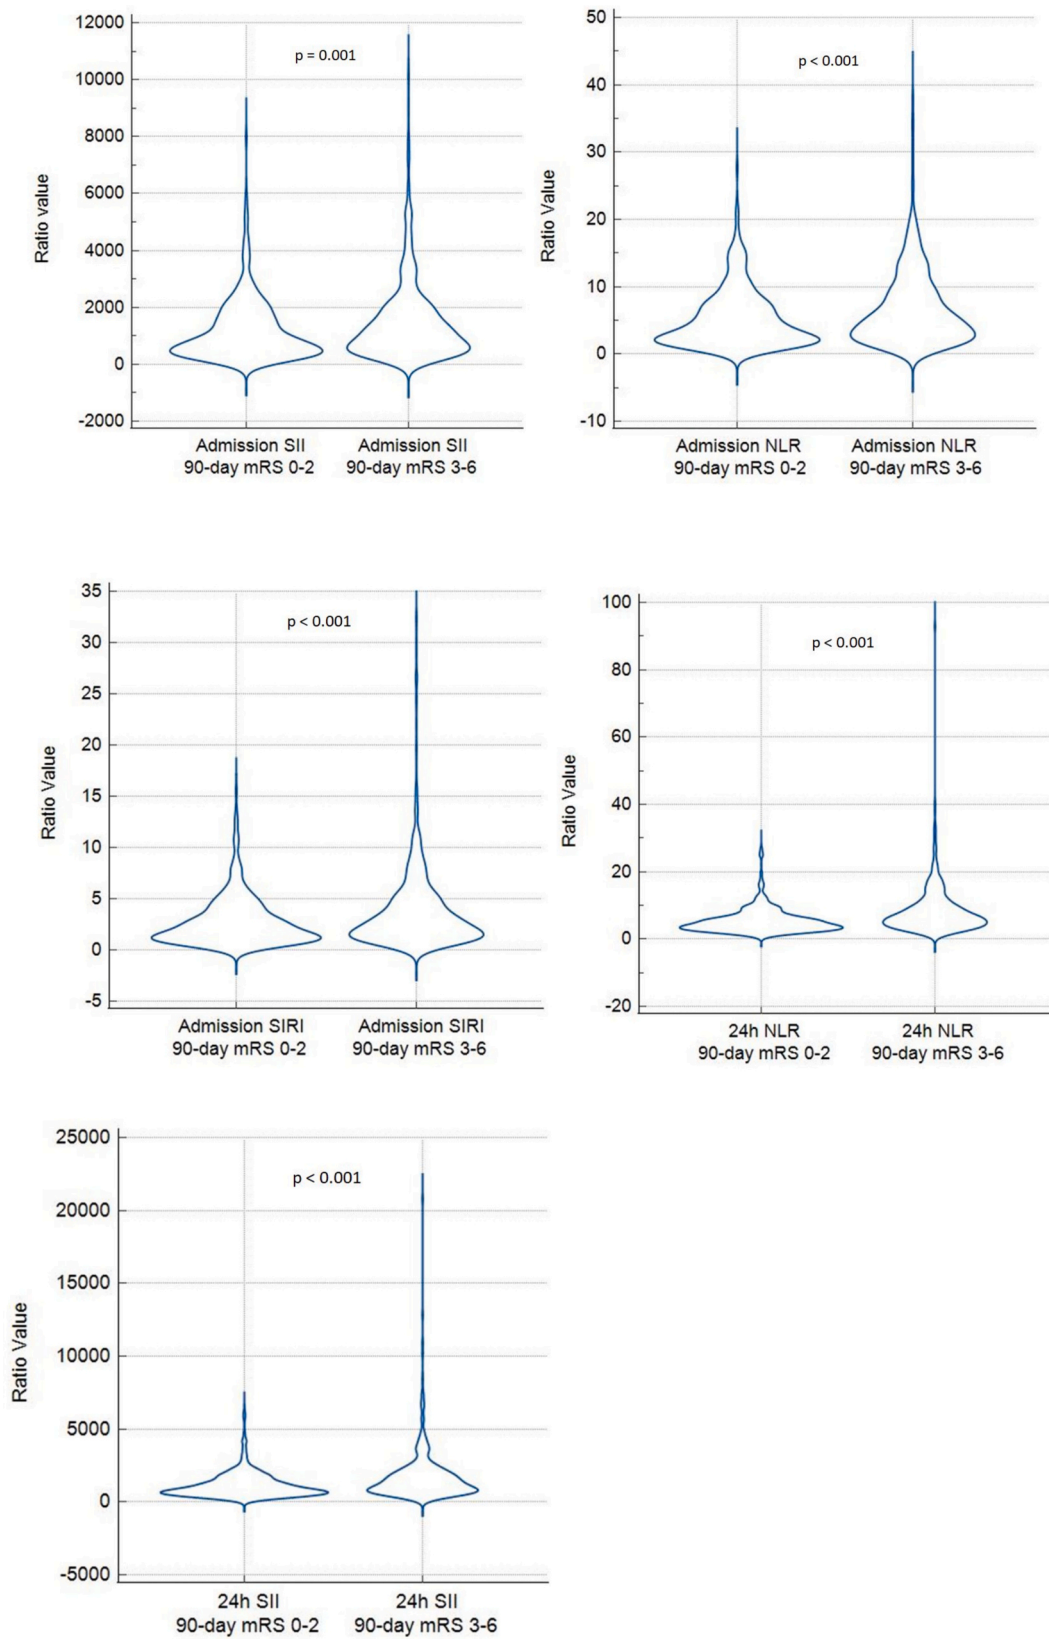 12000
10000
8000
6000
4000
2000
0
-2000
Ratio value
p = 0.001
Admission SII
90-day mRS 0-2
Admission SII
90-day mRS 3-6
50
40
30
20
10
0
-10
Ratio Value
p < 0.001
Admission NLR
90-day mRS 0-2
Admission NLR
90-day mRS 3-6
35
30
25
20
15
10
5
0
-5
Ratio Value
p < 0.001
Admission SIRI
90-day mRS 0-2
Admission SIRI
90-day mRS 3-6
100
80
60
40
20
0
-20
Ratio Value
p < 0.001
24h NLR
90-day mRS 0-2
24h NLR
90-day mRS 3-6
25000
20000
15000
10000
5000
0
-5000
Ratio Value
p < 0.001
24h SII
90-day mRS 0-2
24h SII
90-day mRS 3-6